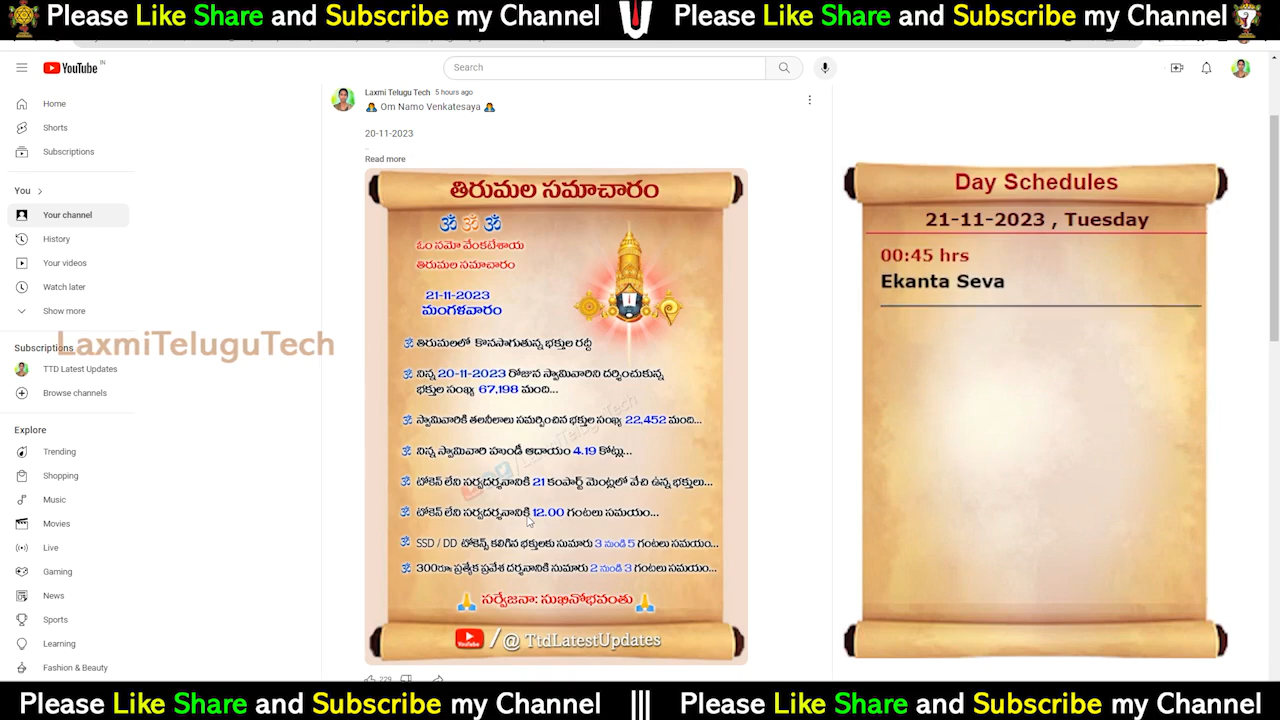 Please Like Share and Subscribe my Channel
Please Like Share and Subscribe my Channel
YouTube IN
Search
Home
Shorts
Subscriptions
You
Your channel
History
Your videos
Watch later
Show more
Subscriptions
TTD Latest Updates
Browse channels
Explore
Trending
Shopping
Music
Movies
Live
Gaming
News
Sports
Learning
Fashion & Beauty
LaxmiTeluguTech
Laxmi Telugu Tech 5 hours ago
🙏 Om Namo Venkatesaya 🙏
20-11-2023
..
Read more
తిరుమల సమాచారం
ॐ ॐ ॐ
ఓం నమో వేంకటేశాయ
తిరుమల సమాచారం
21-11-2023
మంగళవారం
ॐ తిరుమలలో కొనసాగుతున్న భక్తుల రద్దీ
ॐ నిన్న 20-11-2023 రోజున స్వామివారిని దర్శించుకున్న
భక్తుల సంఖ్య 67,198 మంది...
ॐ స్వామివారికి తలనీలాలు సమర్పించిన భక్తుల సంఖ్య 22,452 మంది...
ॐ నిన్న స్వామివారి హుండీ ఆదాయం 4.19 కోట్లు...
ॐ టోకెన్ లేని సర్వదర్శనానికి 21 కంపార్ట్ మెంట్లలో వేచి ఉన్న భక్తులు...
ॐ టోకెన్ లేని సర్వదర్శనానికి 12.00 గంటలు సమయం...
ॐ SSD / DD టోకెన్స్ కలిగిన భక్తులకు సుమారు 3 నుండి 5 గంటలు సమయం...
ॐ 300రూ ప్రత్యేక ప్రవేశ దర్శనానికి సుమారు 2 నుండి 3 గంటలు సమయం...
🙏 సర్వేజనా: సుఖినోభవంతు 🙏
YouTube / @ TtdLatestUpdates
229
Day Schedules
21-11-2023 , Tuesday
00:45 hrs
Ekanta Seva
Please Like Share and Subscribe my Channel ||| Please Like Share and Subscribe my Channel